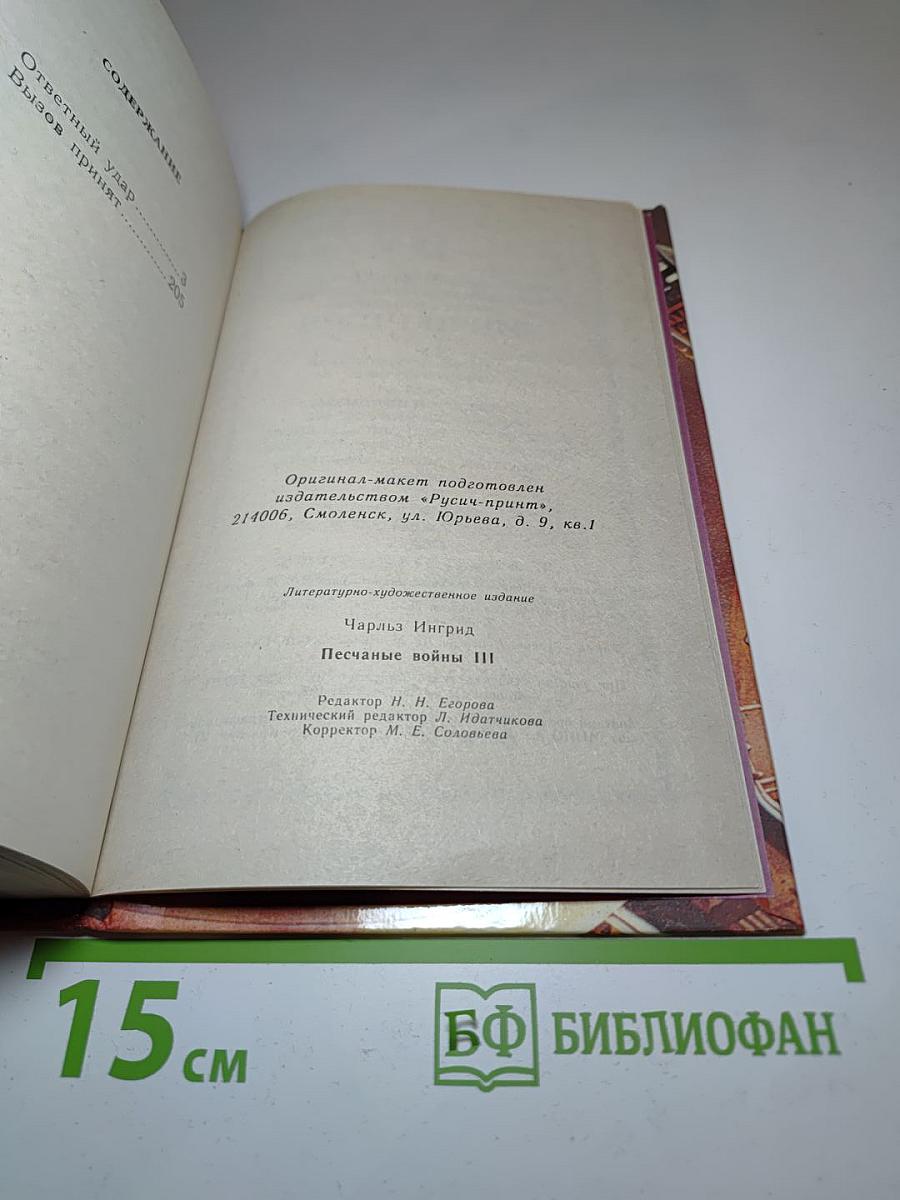 СОДЕРЖАНИЕ
Ответный удар..........3
Вызов принят............205
Оригинал-макет подготовлен
издательством «Русич-принт»,
214006, Смоленск, ул. Юрьева, д. 9, кв.1
Литературно-художественное издание
Чарльз Ингрид
Песчаные войны III
Редактор Н. Н. Егорова
Технический редактор Л. Идатчикова
Корректор М. Е. Соловьева
15 см
БФ БИБЛИОФАН